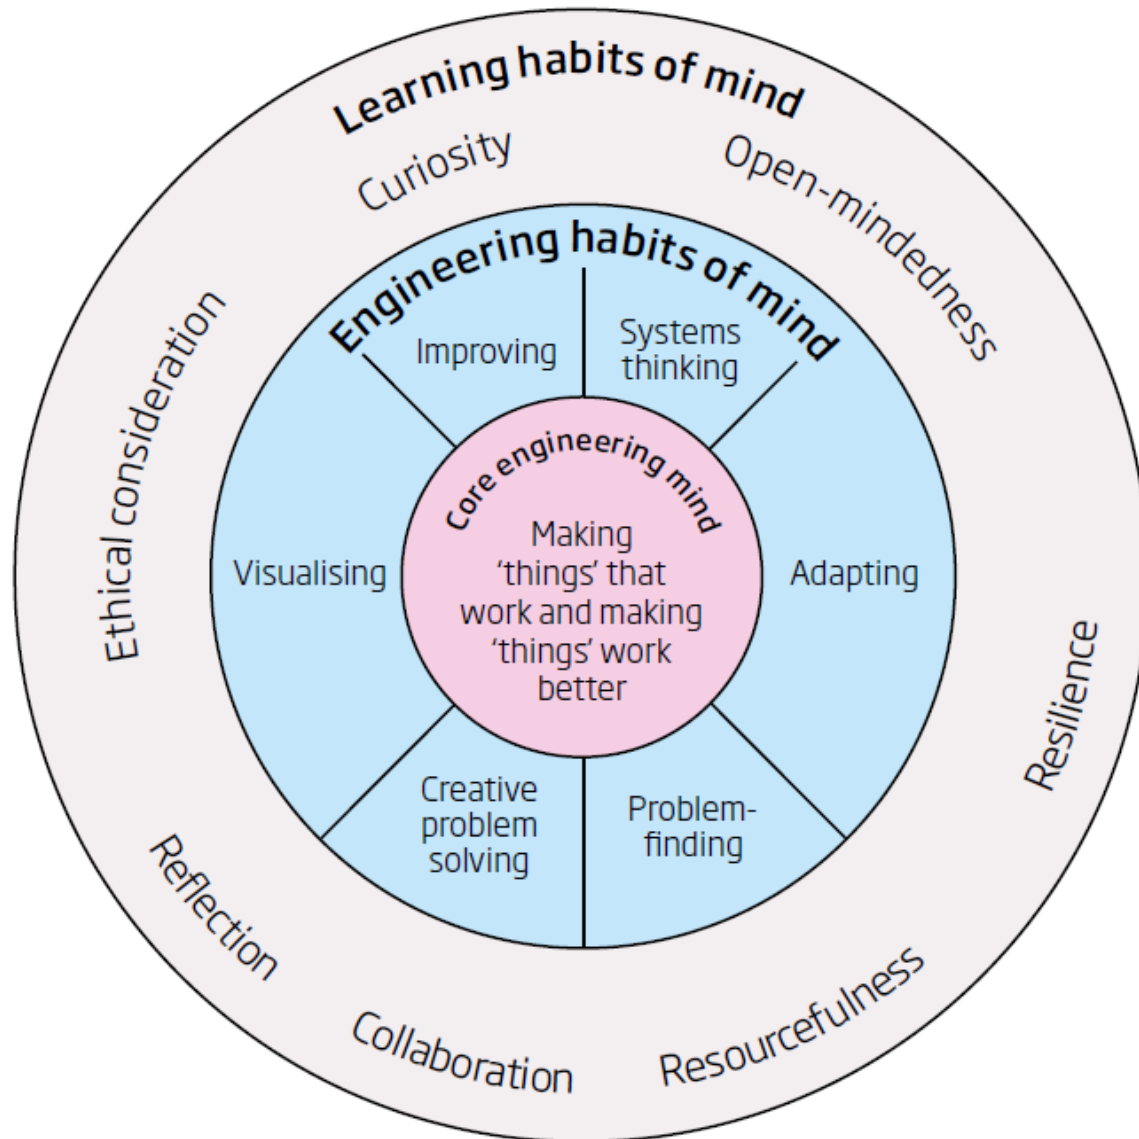 Learning habits of mind
Curiosity
Open-mindedness
Resilience
Resourcefulness
Collaboration
Reflection
Ethical consideration
Engineering habits of mind
Improving
Systems
thinking
Adapting
Problem-
finding
Creative
problem
solving
Visualising
Core engineering mind
Making
‘things’ that
work and making
‘things’ work
better